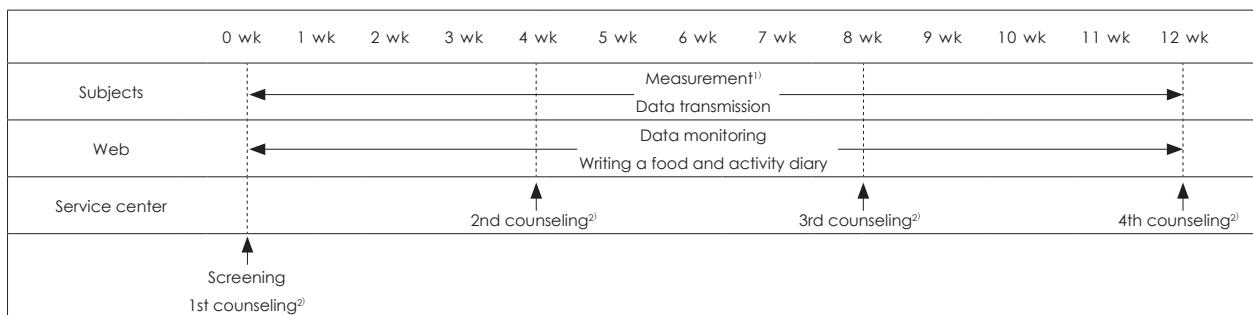 0 wk 1 wk 2 wk 3 wk 4 wk 5 wk 6 wk 7 wk 8 wk 9 wk 10 wk 11 wk 12 wk
Subjects
Measurement¹⁾
Data transmission
Web
Data monitoring
Writing a food and activity diary
Service center
2nd counseling²⁾ 3rd counseling²⁾ 4th counseling²⁾
Screening
1st counseling²⁾